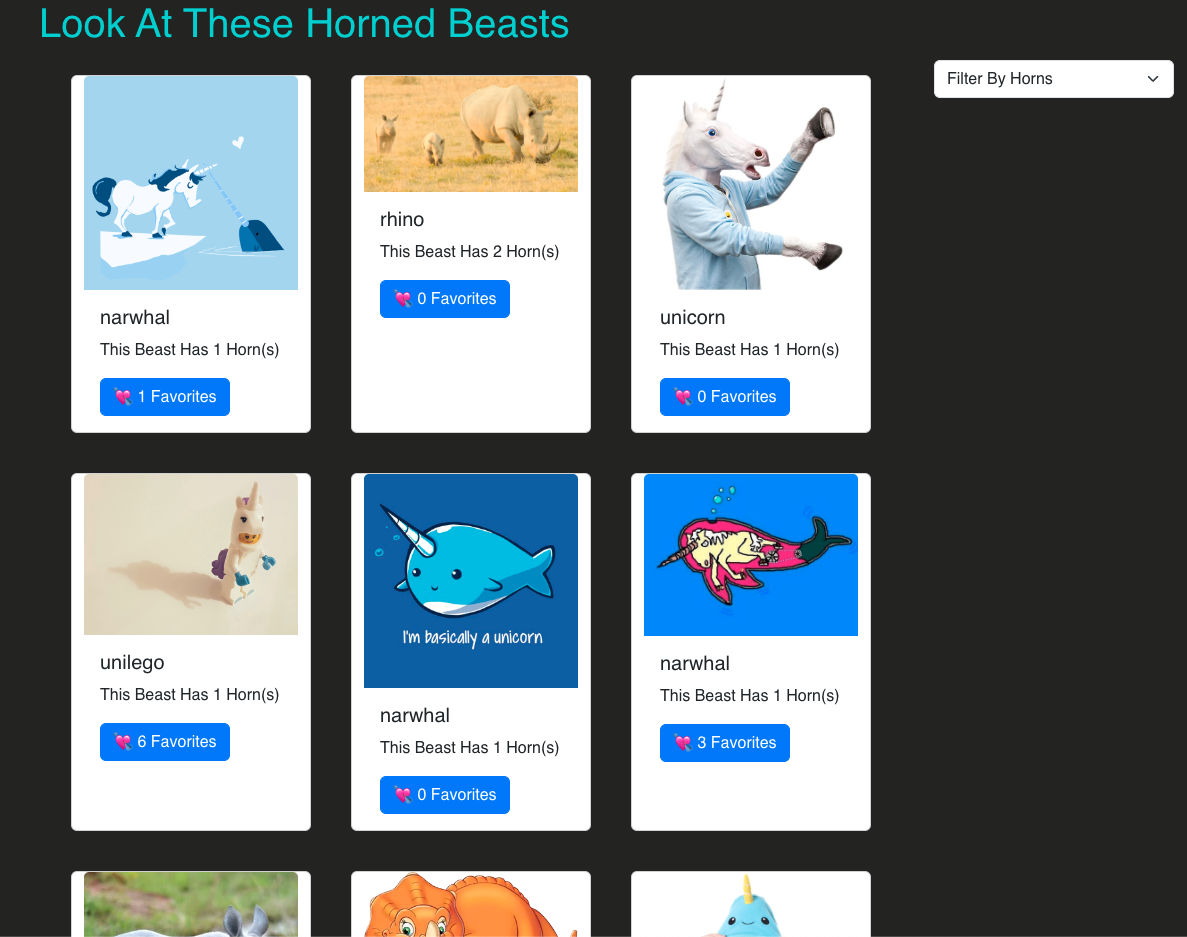 Look At These Horned Beasts
Filter By Horns
narwhal
This Beast Has 1 Horn(s)
💘 1 Favorites
rhino
This Beast Has 2 Horn(s)
💘 0 Favorites
unicorn
This Beast Has 1 Horn(s)
💘 0 Favorites
unilego
This Beast Has 1 Horn(s)
💘 6 Favorites
I'm basically a unicorn
narwhal
This Beast Has 1 Horn(s)
💘 0 Favorites
narwhal
This Beast Has 1 Horn(s)
💘 3 Favorites